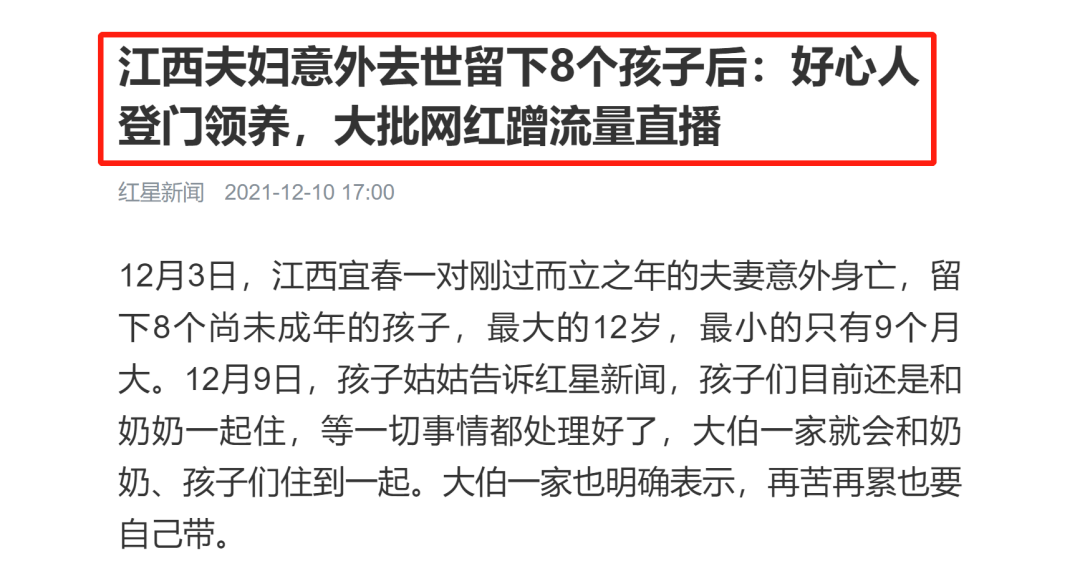 江西夫妇意外去世留下8个孩子后：好心人
登门领养，大批网红蹭流量直播
红星新闻 2021-12-10 17:00
12月3日，江西宜春一对刚过而立之年的夫妻意外身亡，留
下8个尚未成年的孩子，最大的12岁，最小的只有9个月
大。12月9日，孩子姑姑告诉红星新闻，孩子们目前还是和
奶奶一起住，等一切事情都处理好了，大伯一家就会和奶
奶、孩子们住到一起。大伯一家也明确表示，再苦再累也要
自己带。